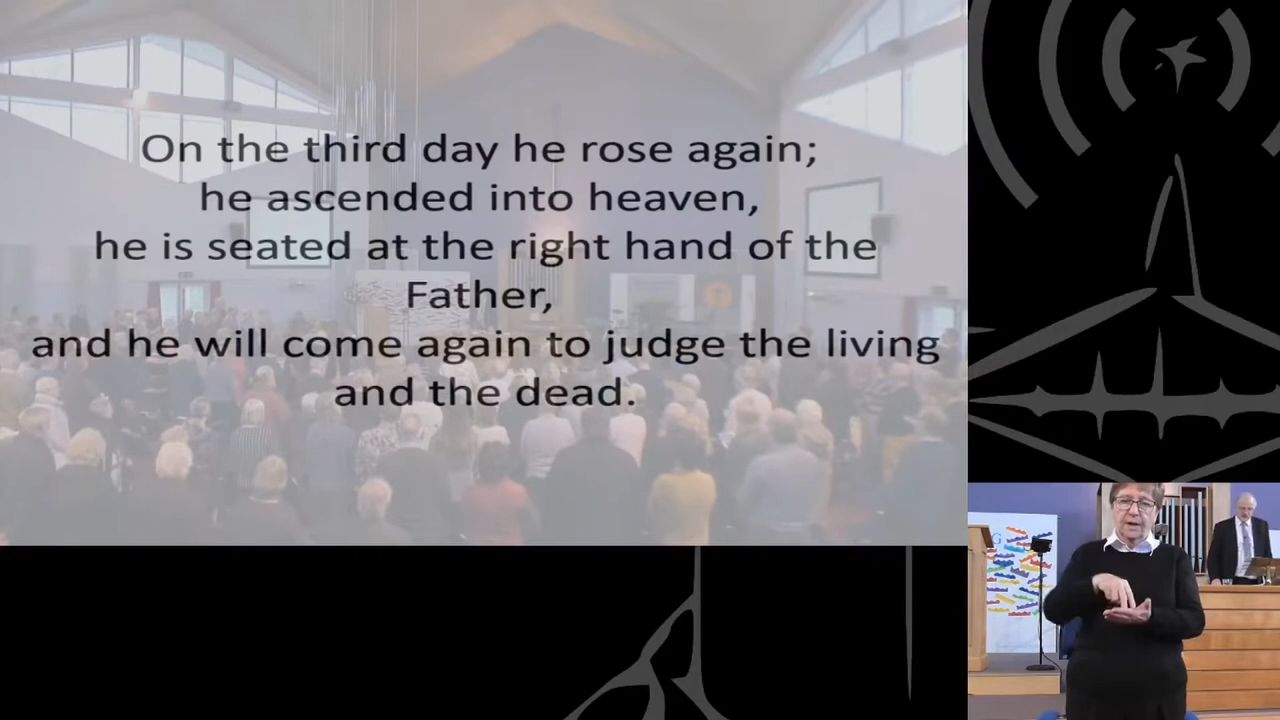 On the third day he rose again;
he ascended into heaven,
he is seated at the right hand of the
Father,
and he will come again to judge the living
and the dead.